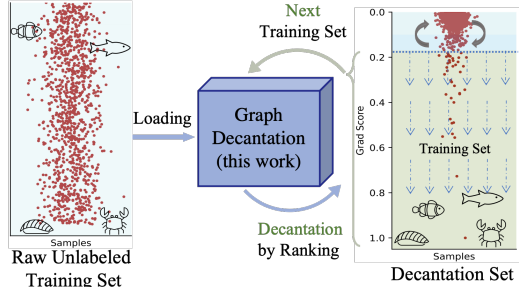 Samples
Raw Unlabeled
Training Set
Loading
Graph
Decantation
(this work)
Next
Training Set
Decantation
by Ranking
Grad Score
0.0
0.2
0.4
0.6
0.8
1.0
Training Set
Samples
Decantation Set